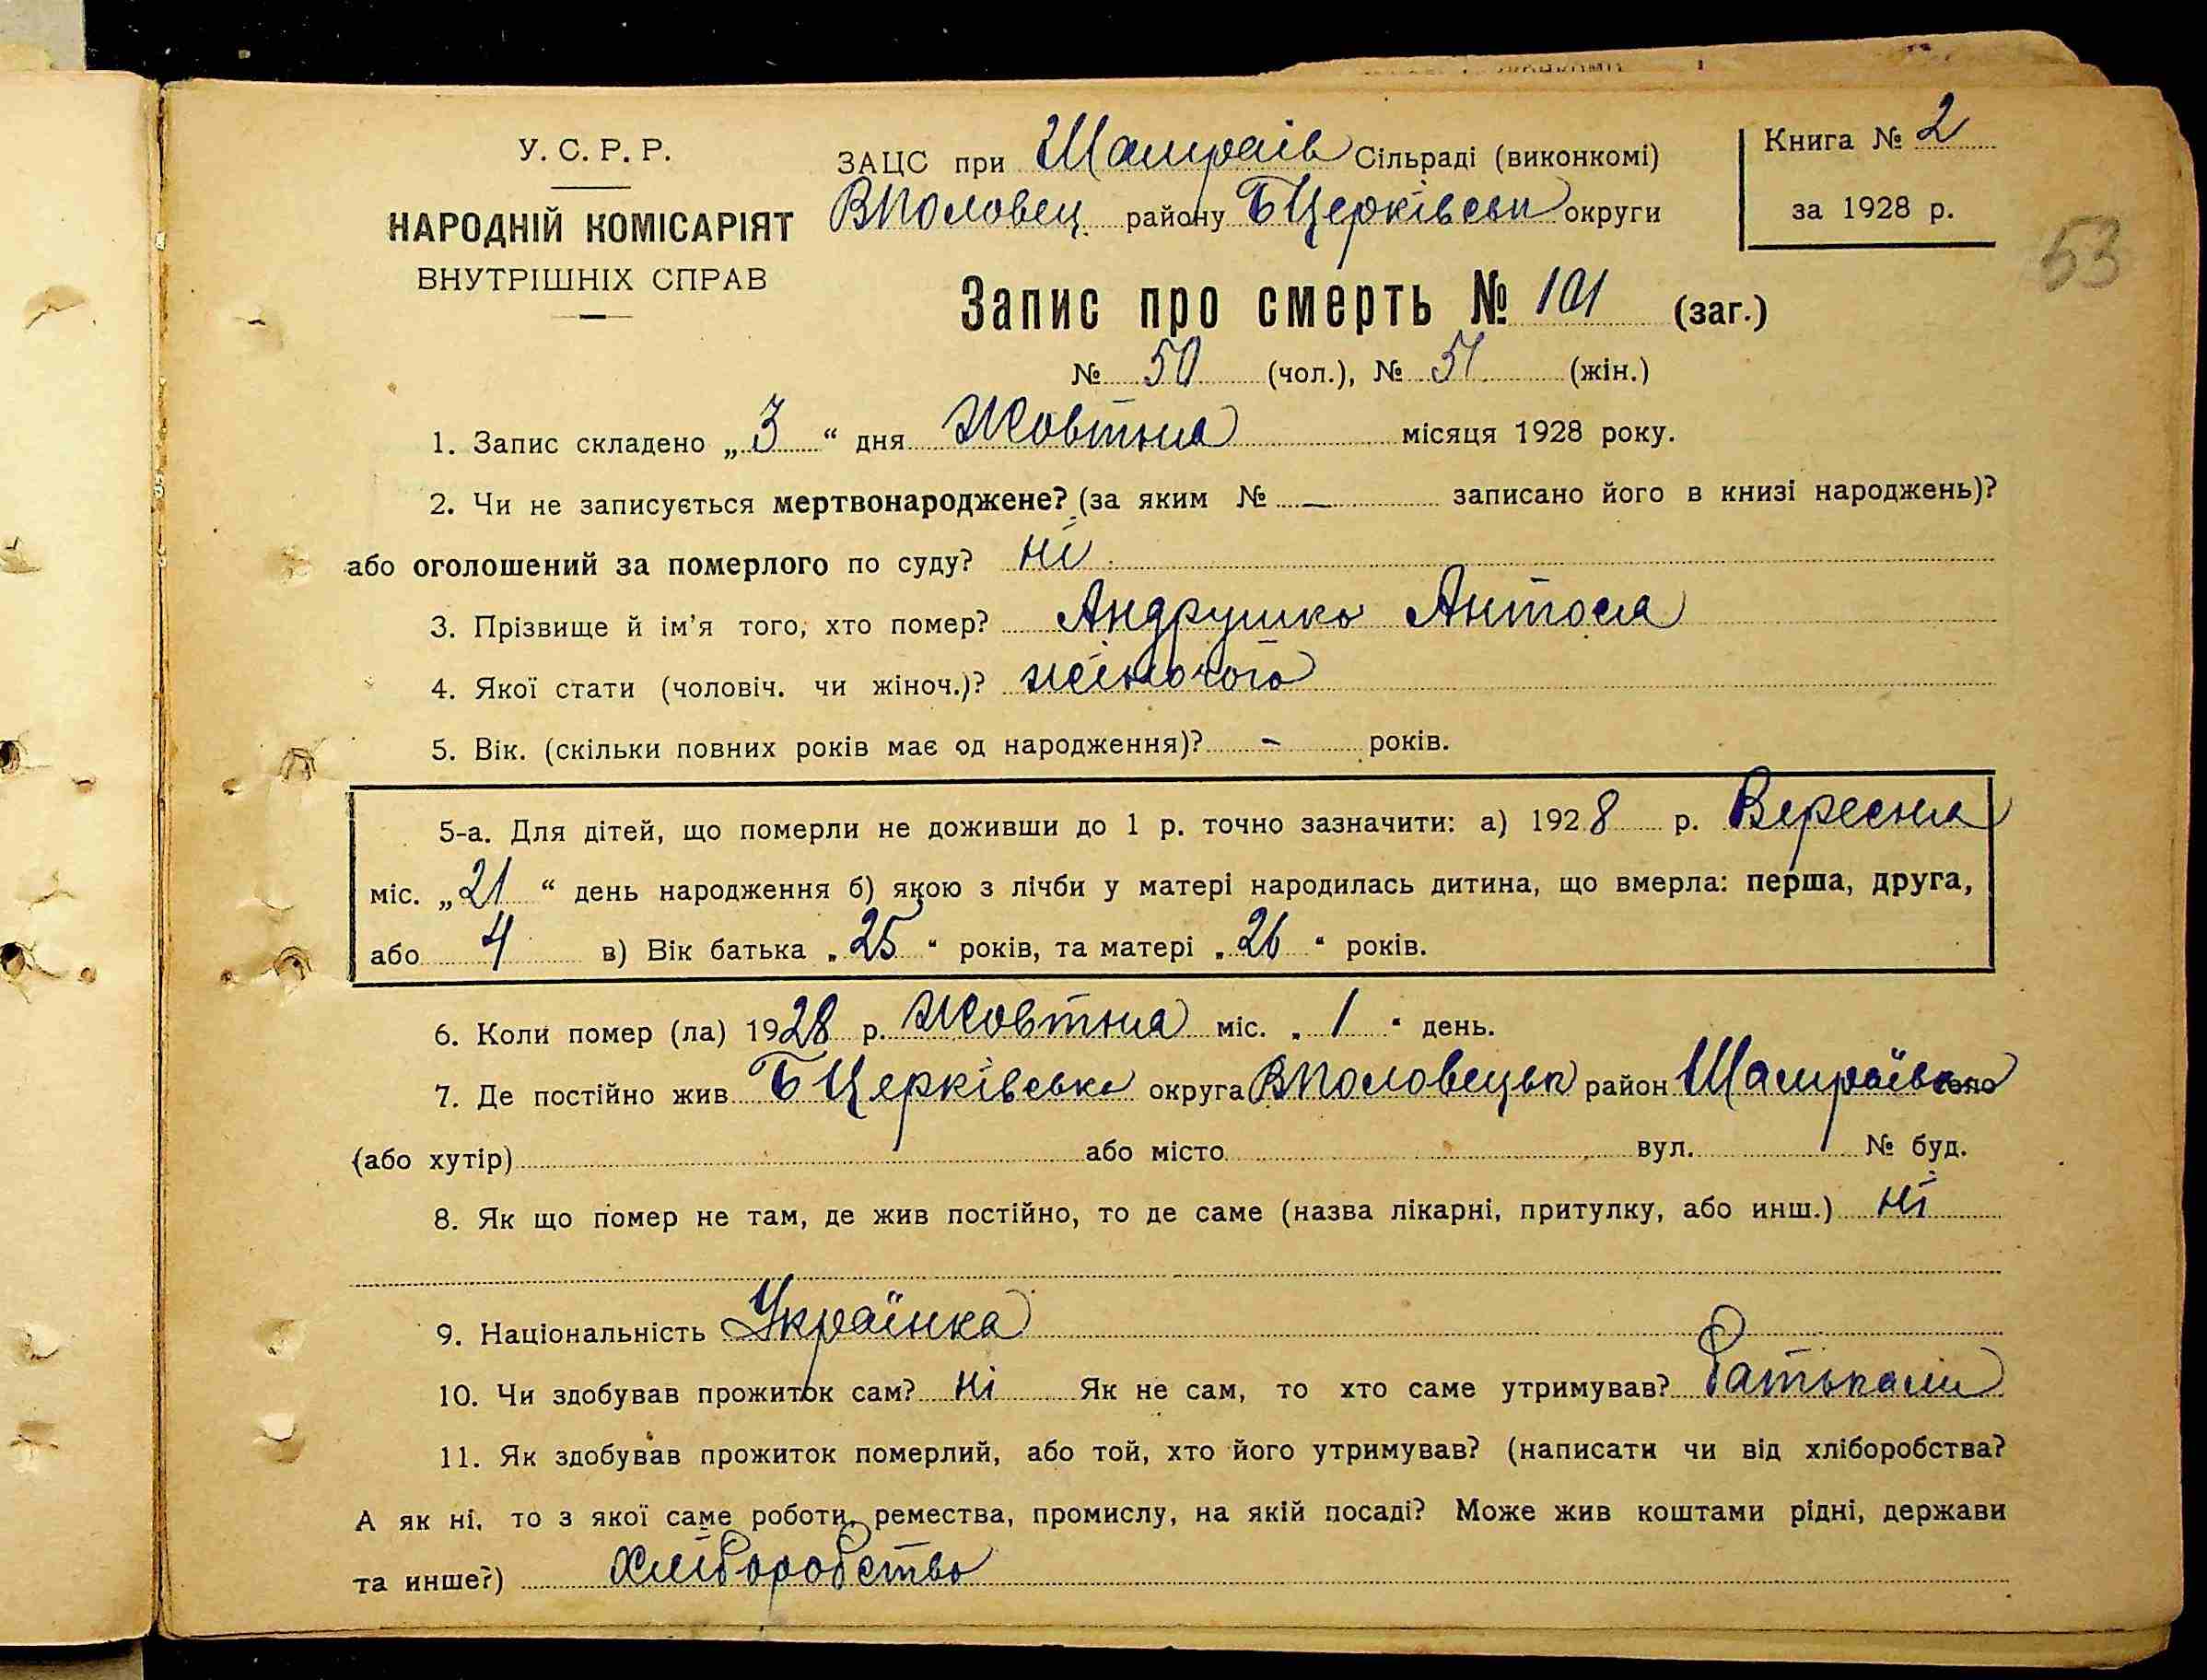 У. С. Р. Р.
НАРОДНІЙ КОМІСАРІЯТ
ВНУТРІШНІХ СПРАВ
ЗАЦС при Шамраїв Сільраді (виконкомі)
ВПоловец. району БЦерківськ округи
Книга № 2
за 1928 р.
53
Запис про смерть № 101 (заг.)
№ 50 (чол.), № 51 (жін.)
1. Запис складено „3“ дня Жовтня місяця 1928 року.
2. Чи не записується мертвонароджене? (за яким № — записано його в книзі народжень)?
або оголошений за померлого по суду? ні
3. Прізвище й ім'я того, хто помер? Андрушко Антося
4. Якої стати (чоловіч. чи жіноч.)? жіночого
5. Вік. (скільки повних років має од народження)? - років.
5-а. Для дітей, що померли не доживши до 1 р. точно зазначити: а) 1928 р. Вересня
міс. „21“ день народження б) якою з лічби у матері народилась дитина, що вмерла: перша, друга,
або 4 в) Вік батька „25“ років, та матері „26“ років.
6. Коли помер (ла) 1928 р. Жовтня міс. „1“ день.
7. Де постійно жив БЦерківська округа ВПоловецьк район Шамраївка село
(або хутір) або місто вул. № буд.
8. Як що помер не там, де жив постійно, то де саме (назва лікарні, притулку, або инш.) ні
9. Національність Українка
10. Чи здобував прожиток сам? ні Як не сам, то хто саме утримував? Батьками
11. Як здобував прожиток померлий, або той, хто його утримував? (написати чи від хліборобства?
А як ні, то з якої саме роботи, ремества, промислу, на якій посаді? Може жив коштами рідні, держави
та инше?) Хліборобство